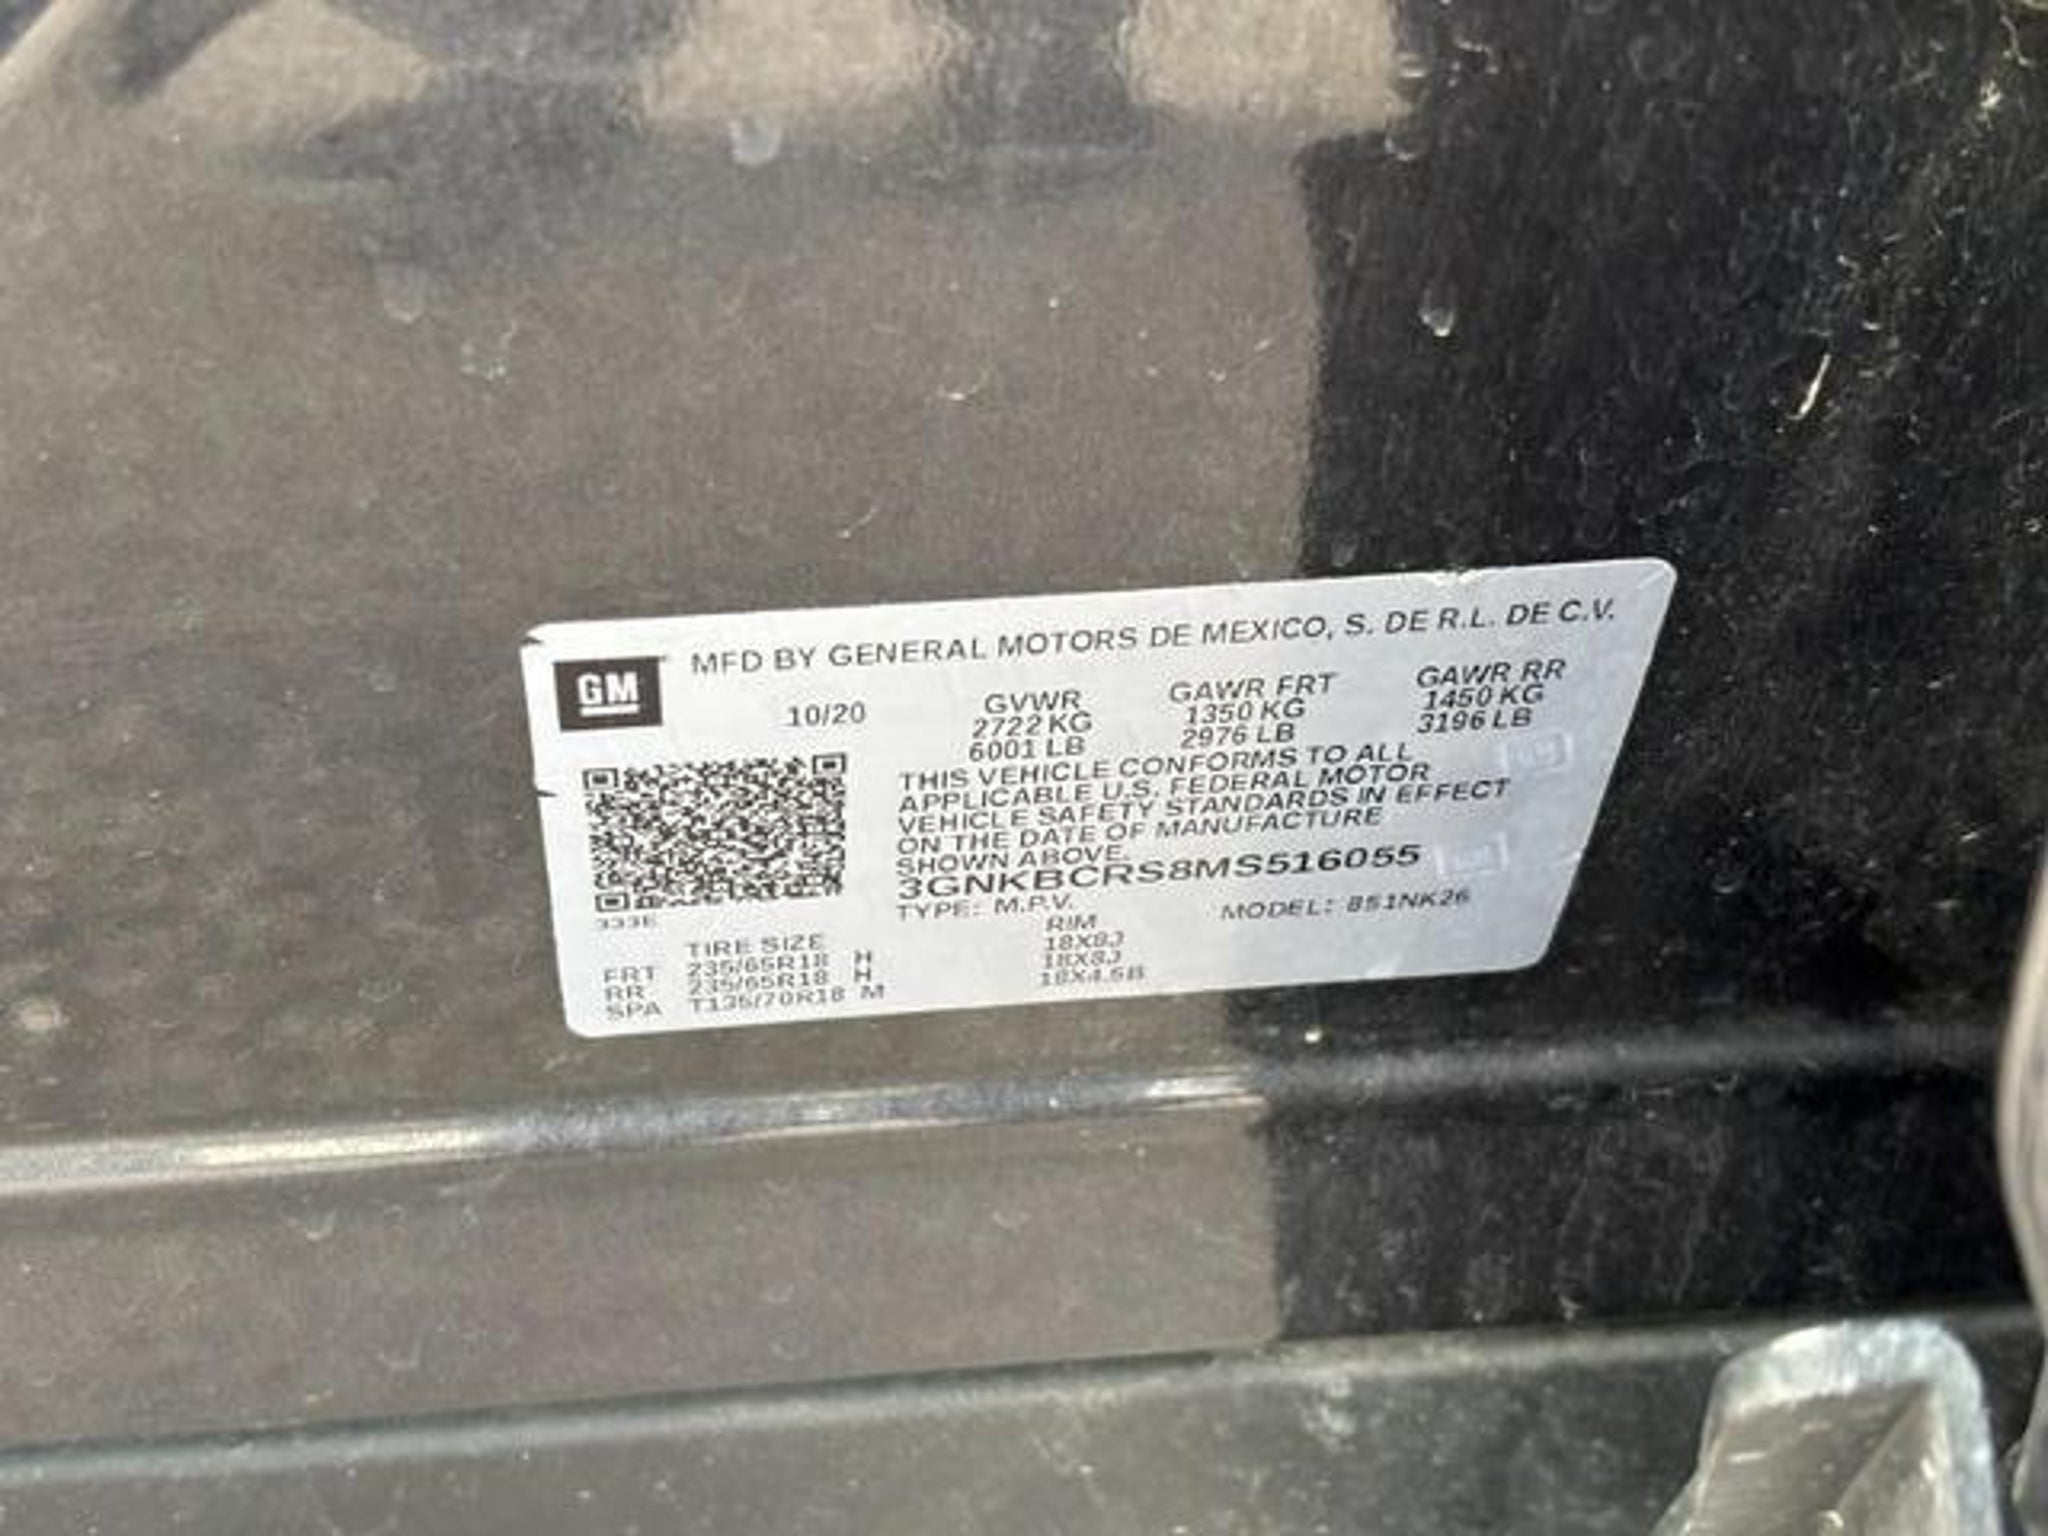 GM
MFD BY GENERAL MOTORS DE MEXICO, S. DE R.L. DE C.V.
10/20
GVWR
2722 KG
6001 LB
GAWR FRT
1350 KG
2976 LB
GAWR RR
1450 KG
3196 LB
THIS VEHICLE CONFORMS TO ALL
APPLICABLE U.S. FEDERAL MOTOR
VEHICLE SAFETY STANDARDS IN EFFECT
ON THE DATE OF MANUFACTURE
SHOWN ABOVE.
3GNKBCRS8MS516055
TYPE: M.P.V. MODEL: 851NK26
333E
TIRE SIZE RIM
FRT 235/65R18 H 18X8J
RR 235/65R18 H 18X8J
SPA T135/70R18 M 18X4.5B